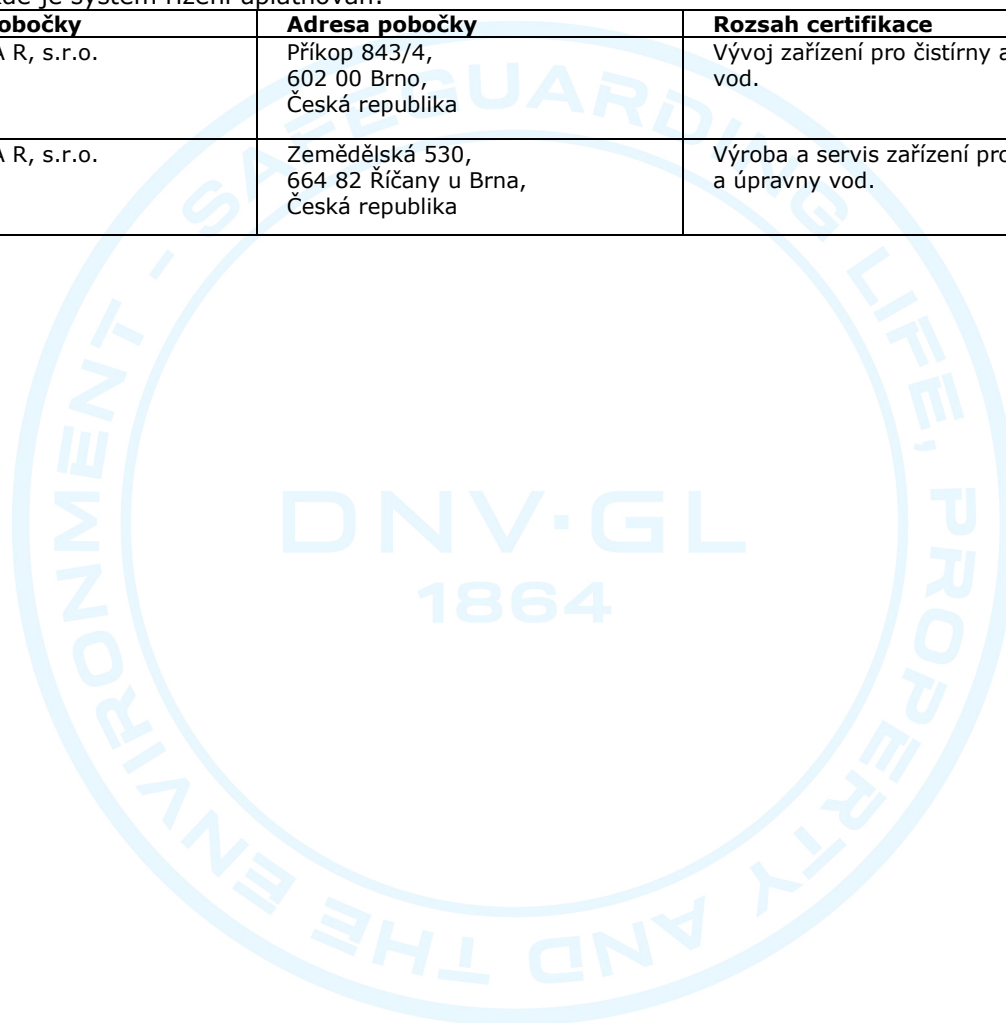 kde je systém řízení uplatňován:
pobočky Adresa pobočky Rozsah certifikace
A R, s.r.o. Příkop 843/4, Vývoj zařízení pro čistírny a
602 00 Brno, vod.
Česká republika
A R, s.r.o. Zemědělská 530, Výroba a servis zařízení pro
664 82 Říčany u Brna, a úpravny vod.
Česká republika
SAFEGUARDING LIFE, PROPERTY AND THE ENVIRONMENT -
DNV·GL
1864